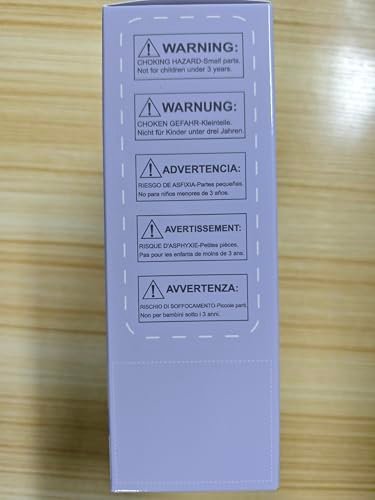 WARNING:
CHOKING HAZARD-Small parts.
Not for children under 3 years.
WARNUNG:
CHOKEN GEFAHR-Kleinteile.
Nicht für Kinder unter drei Jahren.
ADVERTENCIA:
RIESGO DE ASFIXIA-Partes pequeñas.
No para niños menores de 3 años.
AVERTISSEMENT:
RISQUE D'ASPHYXIE-Petites pièces.
Pas pour les enfants de moins de 3 ans.
AVVERTENZA:
RISCHIO DI SOFFOCAMENTO-Piccole parti.
Non per bambini sotto i 3 anni.